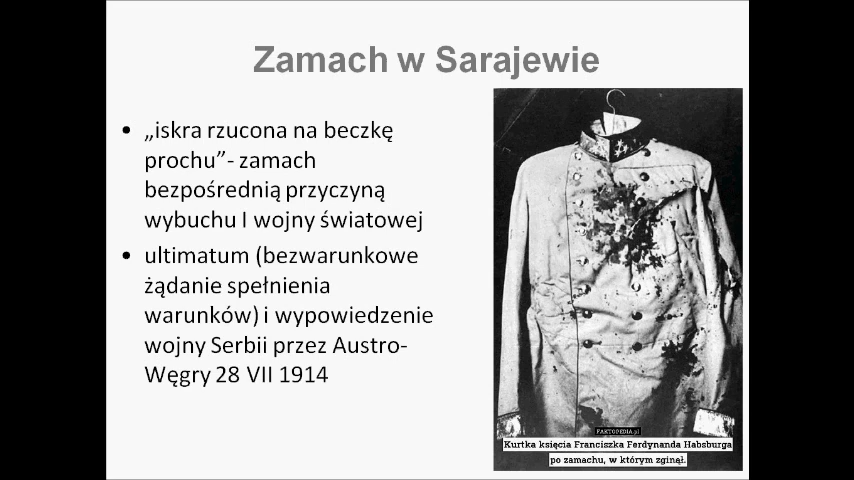 Zamach w Sarajewie
• „iskra rzucona na beczkę
prochu”- zamach
bezpośrednią przyczyną
wybuchu I wojny światowej
• ultimatum (bezwarunkowe
żądanie spełnienia
warunków) i wypowiedzenie
wojny Serbii przez Austro-
Węgry 28 VII 1914
FAKTOPEDIA.pl
Kurtka księcia Franciszka Ferdynanda Habsburga
po zamachu, w którym zginął.